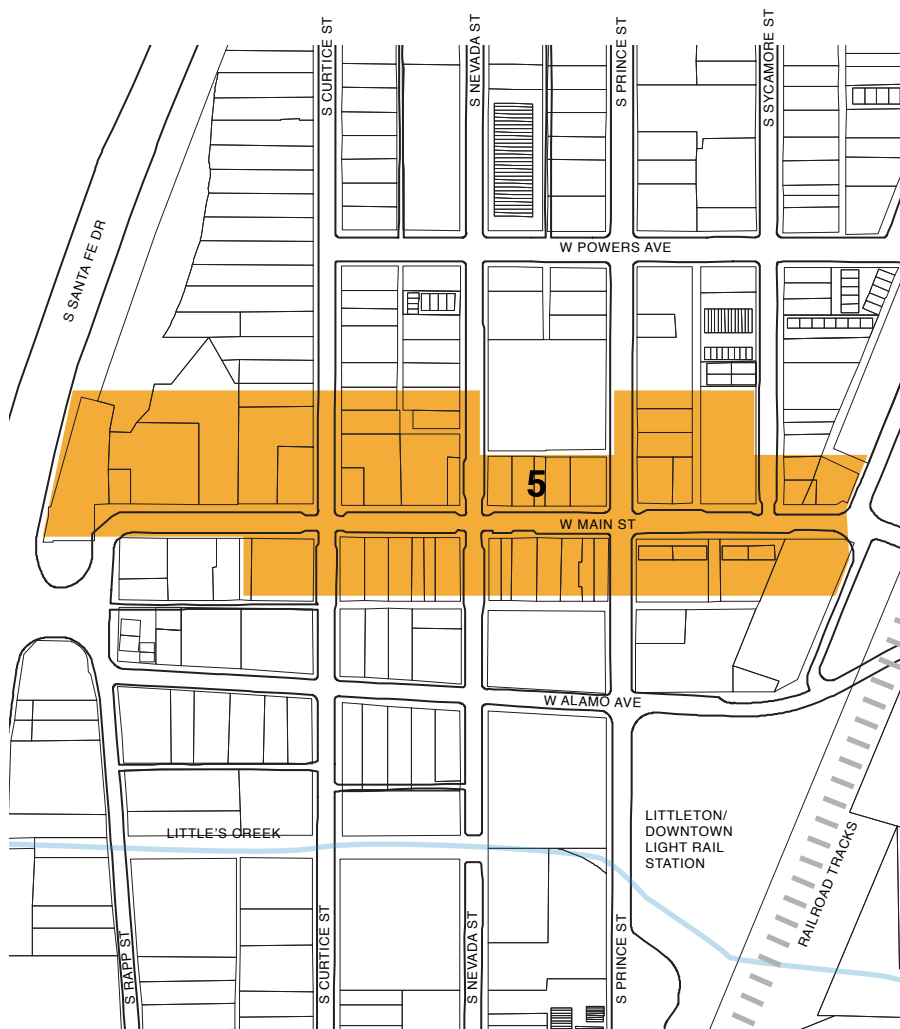 S CURTICE ST
S NEVADA ST
S PRINCE ST
S SYCAMORE ST
W POWERS AVE
S SANTA FE DR
5
W MAIN ST
W ALAMO AVE
LITTLE'S CREEK
LITTLETON/
DOWNTOWN
LIGHT RAIL
STATION
RAILROAD TRACKS
S RAPP ST
S CURTICE ST
S NEVADA ST
S PRINCE ST